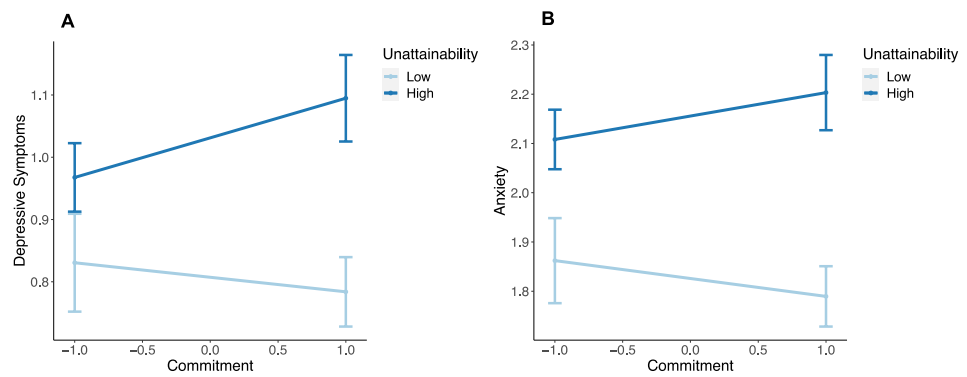 A
Depressive Symptoms
1.1
1.0
0.9
0.8
−1.0 −0.5 0.0 0.5 1.0
Commitment
Unattainability
Low
High
B
Anxiety
2.3
2.2
2.1
2.0
1.9
1.8
−1.0 −0.5 0.0 0.5 1.0
Commitment
Unattainability
Low
High